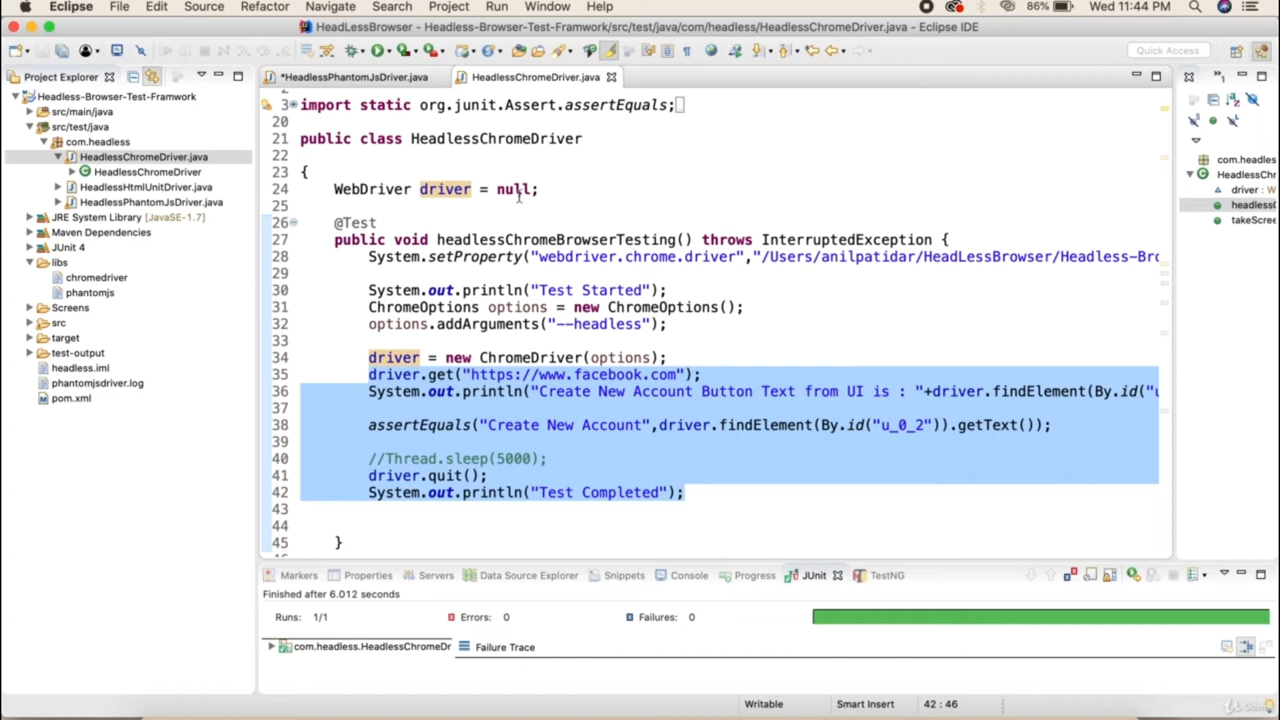 Eclipse File Edit Source Refactor Navigate Search Project Run Window Help 86% Wed 11:44 PM
HeadLessBrowser - Headless-Browser-Test-Framwork/src/test/java/com/headless/HeadlessChromeDriver.java - Eclipse IDE
Quick Access
Project Explorer
Headless-Browser-Test-Framwork
src/main/java
src/test/java
com.headless
HeadlessChromeDriver.java
HeadlessChromeDriver
HeadlessHtmlUnitDriver.java
HeadlessPhantomJsDriver.java
JRE System Library [JavaSE-1.7]
Maven Dependencies
JUnit 4
libs
chromedriver
phantomjs
Screens
src
target
test-output
headless.iml
phantomjsdriver.log
pom.xml
*HeadlessPhantomJsDriver.java HeadlessChromeDriver.java
2
3 import static org.junit.Assert.assertEquals;
20
21 public class HeadlessChromeDriver
22
23 {
24 WebDriver driver = null;
25
26 @Test
27 public void headlessChromeBrowserTesting() throws InterruptedException {
28 System.setProperty("webdriver.chrome.driver","/Users/anilpatidar/HeadLessBrowser/Headless-Bro
29
30 System.out.println("Test Started");
31 ChromeOptions options = new ChromeOptions();
32 options.addArguments("--headless");
33
34 driver = new ChromeDriver(options);
35 driver.get("https://www.facebook.com");
36 System.out.println("Create New Account Button Text from UI is : "+driver.findElement(By.id("u
37
38 assertEquals("Create New Account",driver.findElement(By.id("u_0_2")).getText());
39
40 //Thread.sleep(5000);
41 driver.quit();
42 System.out.println("Test Completed");
43
44
45 }
com.headles
HeadlessChr
driver : W
headless
takeScree
Markers Properties Servers Data Source Explorer Snippets Console Progress JUnit TestNG
Finished after 6.012 seconds
Runs: 1/1 Errors: 0 Failures: 0
com.headless.HeadlessChromeDr Failure Trace
Writable Smart Insert 42 : 46